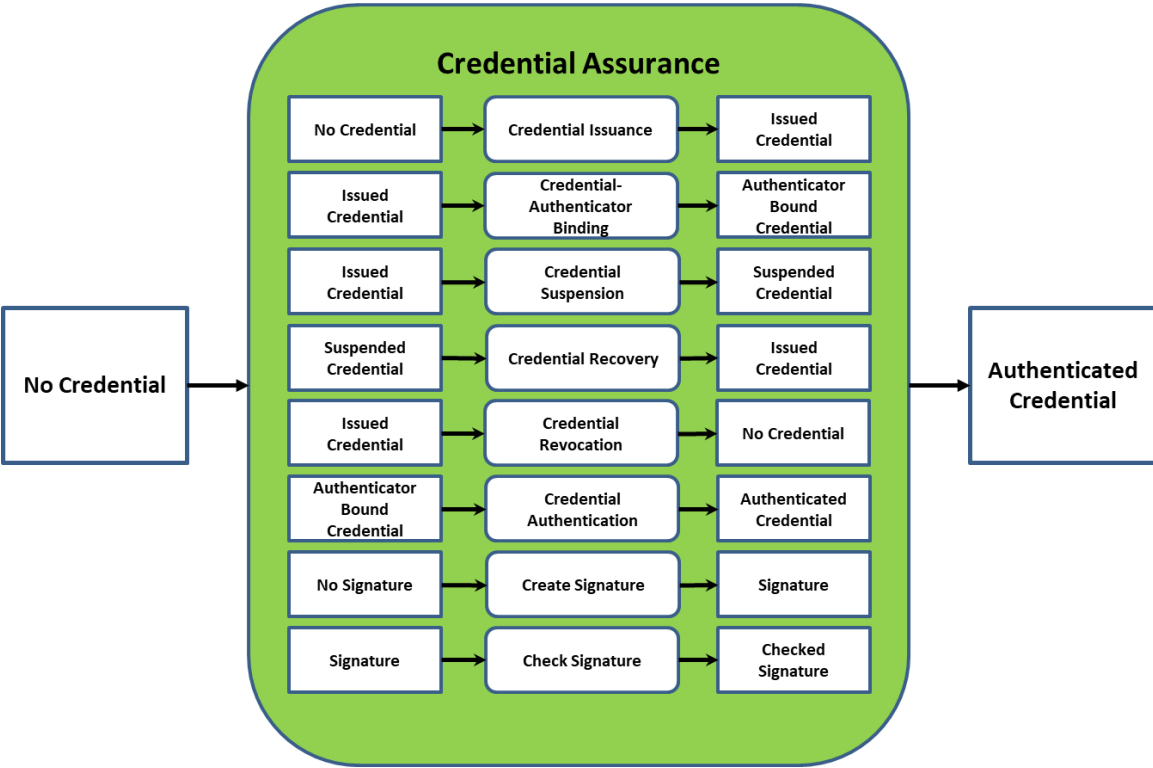 Credential Assurance
No Credential
Credential Issuance
Issued
Credential
Issued
Credential
Credential-
Authenticator
Binding
Authenticator
Bound
Credential
Issued
Credential
Credential
Suspension
Suspended
Credential
Suspended
Credential
Credential Recovery
Issued
Credential
Issued
Credential
Credential
Revocation
No Credential
Authenticator
Bound
Credential
Credential
Authentication
Authenticated
Credential
No Signature
Create Signature
Signature
Signature
Check Signature
Checked
Signature
No Credential
Authenticated
Credential